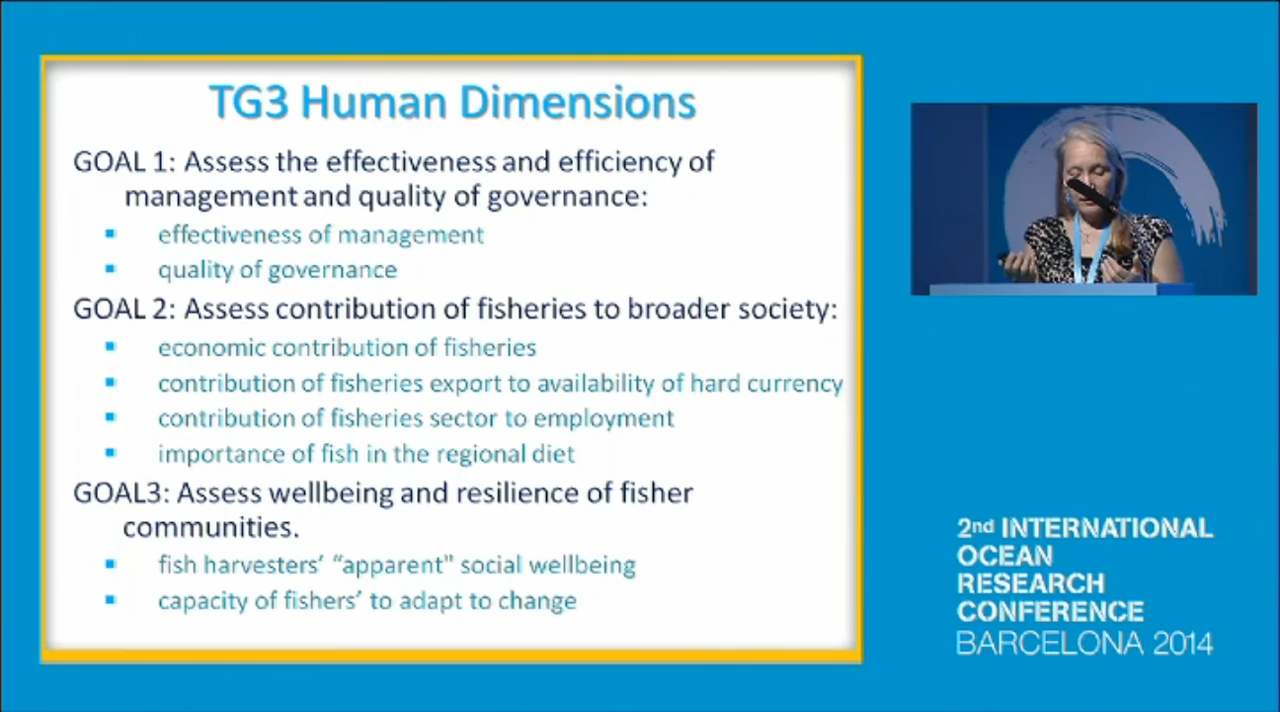 TG3 Human Dimensions
GOAL 1: Assess the effectiveness and efficiency of
management and quality of governance:
▪ effectiveness of management
▪ quality of governance
GOAL 2: Assess contribution of fisheries to broader society:
▪ economic contribution of fisheries
▪ contribution of fisheries export to availability of hard currency
▪ contribution of fisheries sector to employment
▪ importance of fish in the regional diet
GOAL3: Assess wellbeing and resilience of fisher
communities.
▪ fish harvesters’ “apparent" social wellbeing
▪ capacity of fishers’ to adapt to change
2nd INTERNATIONAL
OCEAN
RESEARCH
CONFERENCE
BARCELONA 2014